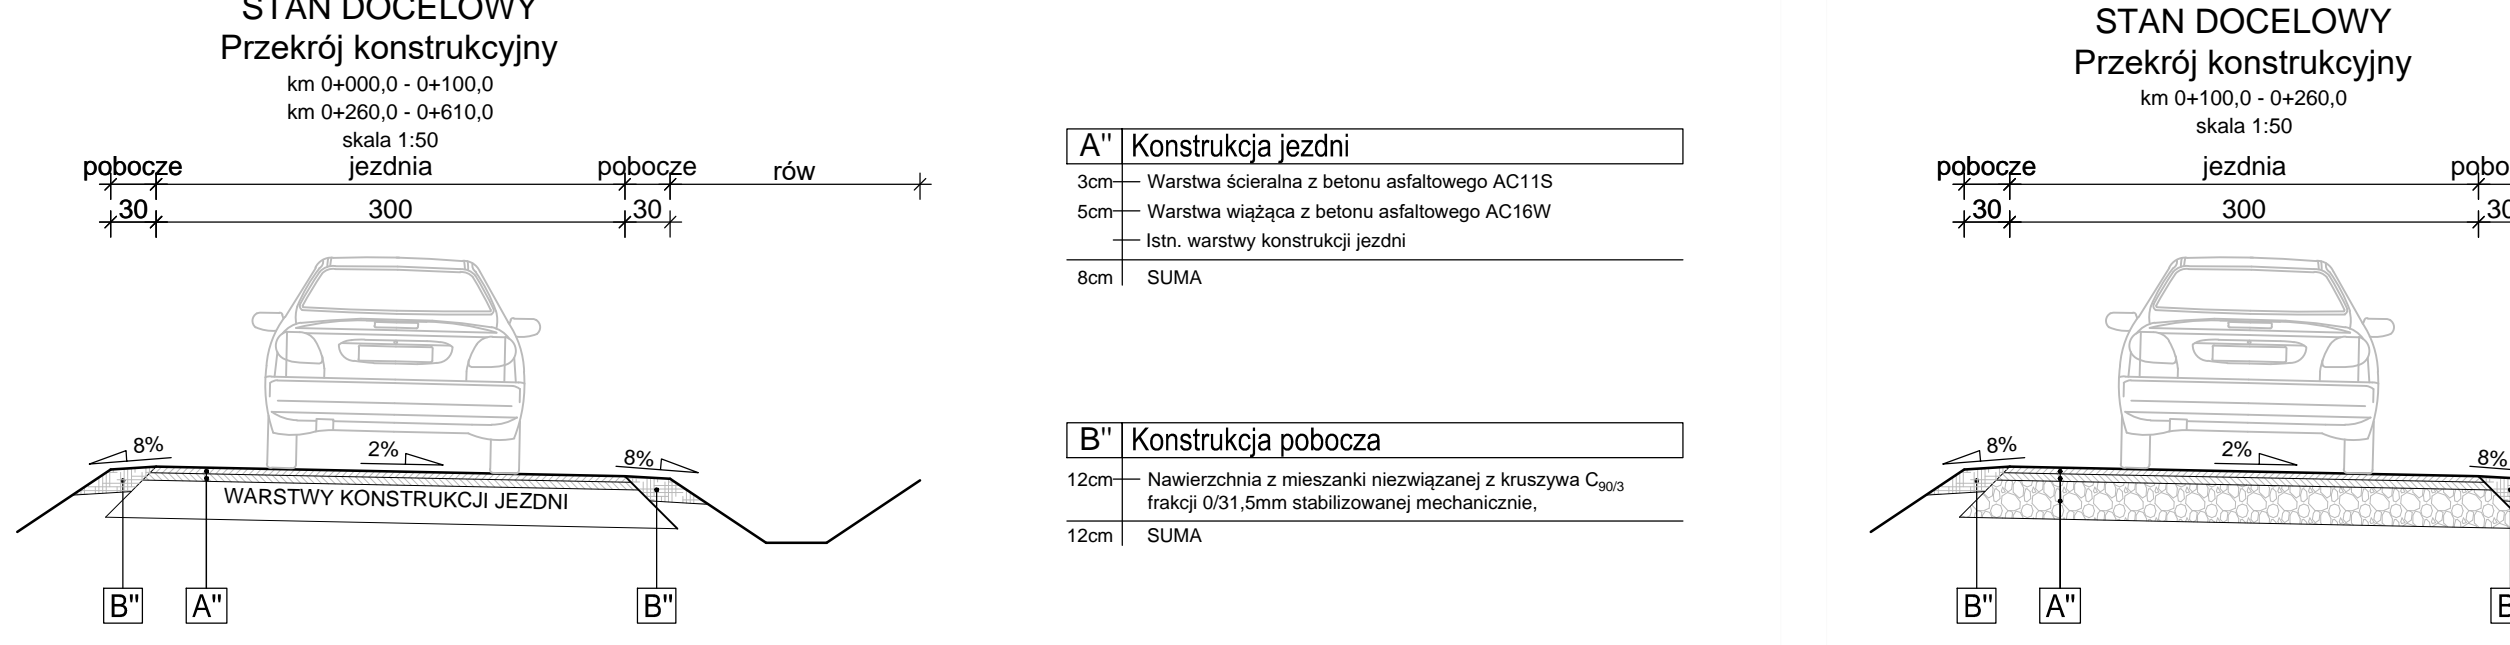 STAN DOCELOWY
Przekrój konstrukcyjny
km 0+000,0 - 0+100,0
km 0+260,0 - 0+610,0
skala 1:50
pobocze jezdnia pobocze rów
30 300 30
8% 2% 8%
WARSTWY KONSTRUKCJI JEZDNI
B" A" B"
A" Konstrukcja jezdni
3cm Warstwa ścieralna z betonu asfaltowego AC11S
5cm Warstwa wiążąca z betonu asfaltowego AC16W
Istn. warstwy konstrukcji jezdni
8cm SUMA
B" Konstrukcja pobocza
12cm Nawierzchnia z mieszanki niezwiązanej z kruszywa C90/3
frakcji 0/31,5mm stabilizowanej mechanicznie,
12cm SUMA
STAN DOCELOWY
Przekrój konstrukcyjny
km 0+100,0 - 0+260,0
skala 1:50
pobocze jezdnia pobo
30 300 30
8% 2% 8%
B" A" B